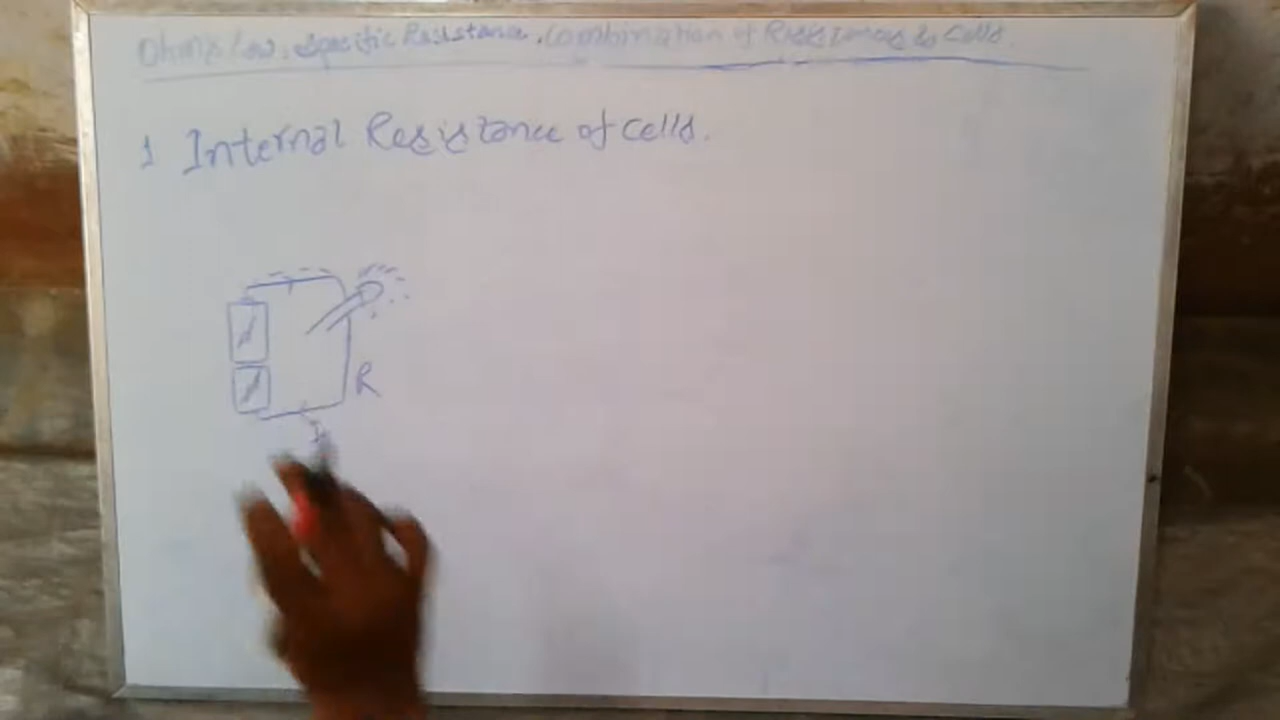 Ohm's Law, Specific Resistance, Combination of Resistances & Cells.
1 Internal Resistance of cells.
R
I